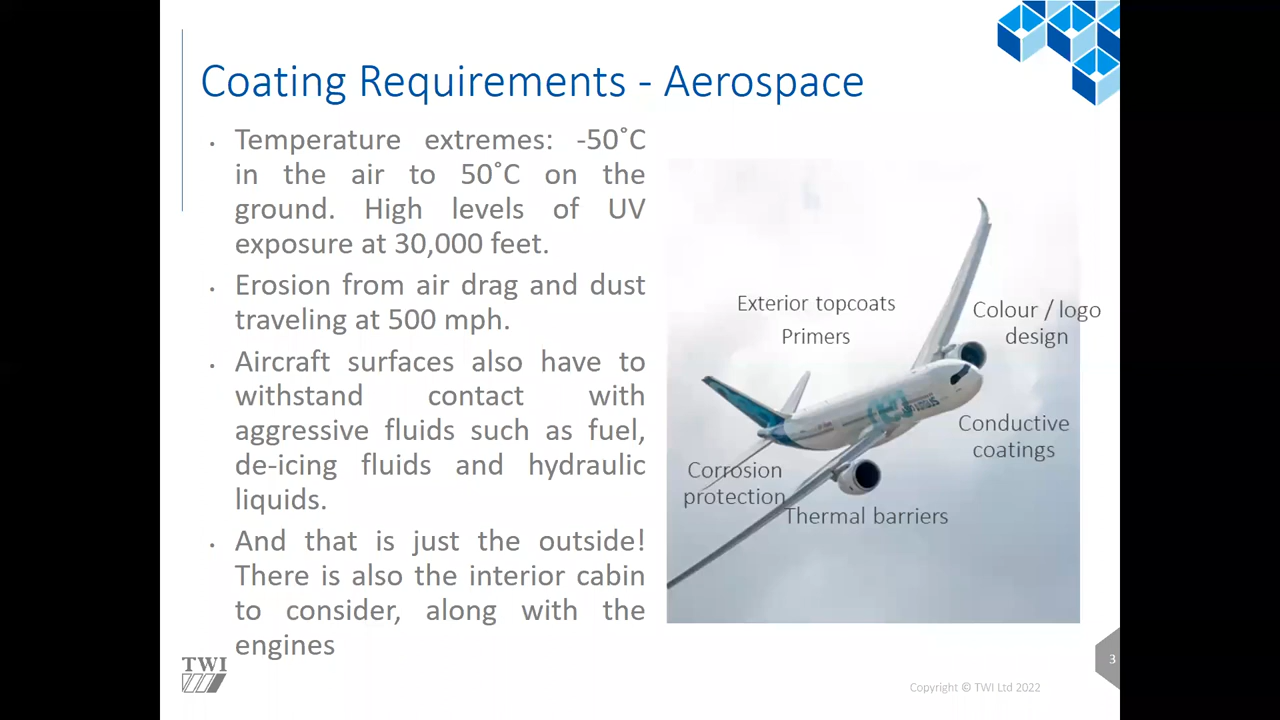 Coating Requirements - Aerospace
• Temperature extremes: -50˚C
in the air to 50˚C on the
ground. High levels of UV
exposure at 30,000 feet.
• Erosion from air drag and dust
traveling at 500 mph.
• Aircraft surfaces also have to
withstand contact with
aggressive fluids such as fuel,
de-icing fluids and hydraulic
liquids.
• And that is just the outside!
There is also the interior cabin
to consider, along with the
engines
Exterior topcoats
Primers
Colour / logo
design
Conductive
coatings
Corrosion
protection
Thermal barriers
neo
TWI
Copyright © TWI Ltd 2022
3